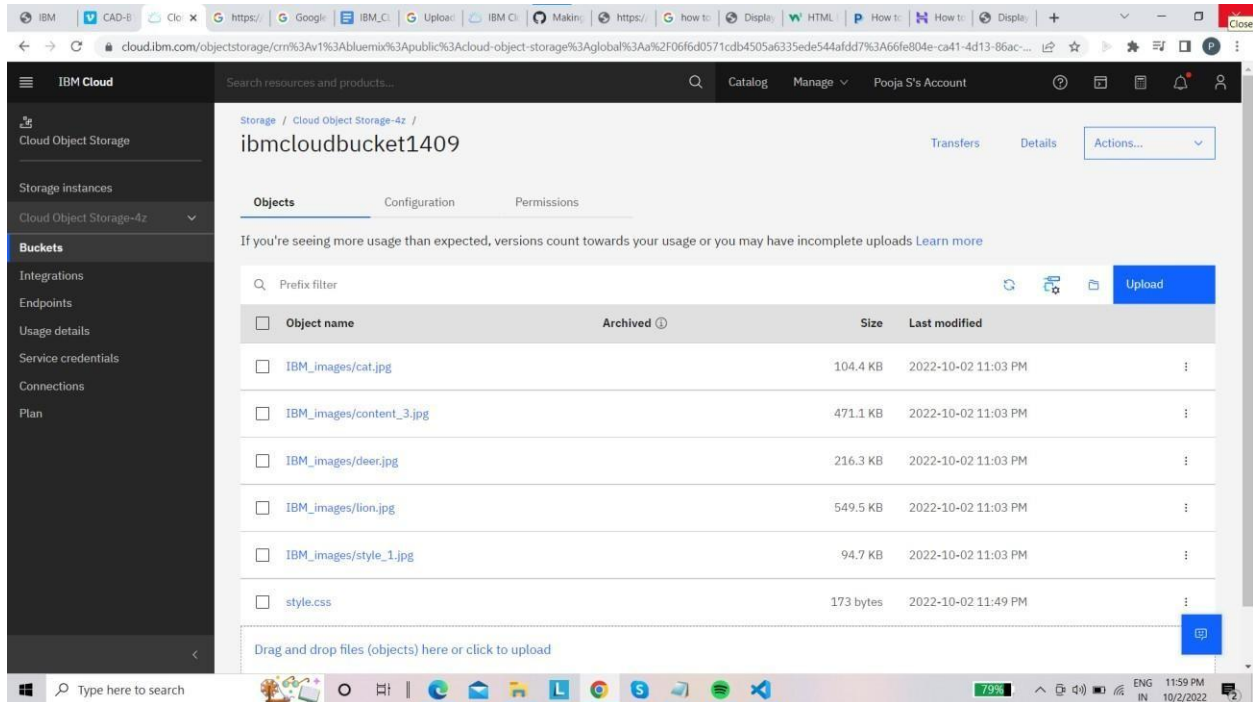 IBM
CAD-B
Clo
https://
Google
IBM_CL
Upload
IBM Cl
Making
https://
how to
Display
HTML
How to
How to
Display
Close
cloud.ibm.com/objectstorage/crn%3Av1%3Abluemix%3Apublic%3Acloud-object-storage%3Aglobal%3Aa%2F06f6d0571cdb4505a6335ede544afdd7%3A66fe804e-ca41-4d13-86ac-...
P
IBM Cloud
Search resources and products...
Catalog
Manage
Pooja S's Account
Cloud Object Storage
Storage instances
Cloud Object Storage-4z
Buckets
Integrations
Endpoints
Usage details
Service credentials
Connections
Plan
Storage / Cloud Object Storage-4z /
ibmcloudbucket1409
Transfers
Details
Actions...
Objects
Configuration
Permissions
If you're seeing more usage than expected, versions count towards your usage or you may have incomplete uploads Learn more
Prefix filter
Upload
Object name Archived Size Last modified
IBM_images/cat.jpg 104.4 KB 2022-10-02 11:03 PM
IBM_images/content_3.jpg 471.1 KB 2022-10-02 11:03 PM
IBM_images/deer.jpg 216.3 KB 2022-10-02 11:03 PM
IBM_images/lion.jpg 549.5 KB 2022-10-02 11:03 PM
IBM_images/style_1.jpg 94.7 KB 2022-10-02 11:03 PM
style.css 173 bytes 2022-10-02 11:49 PM
Drag and drop files (objects) here or click to upload
Type here to search
79%
ENG
IN
11:59 PM
10/2/2022
2